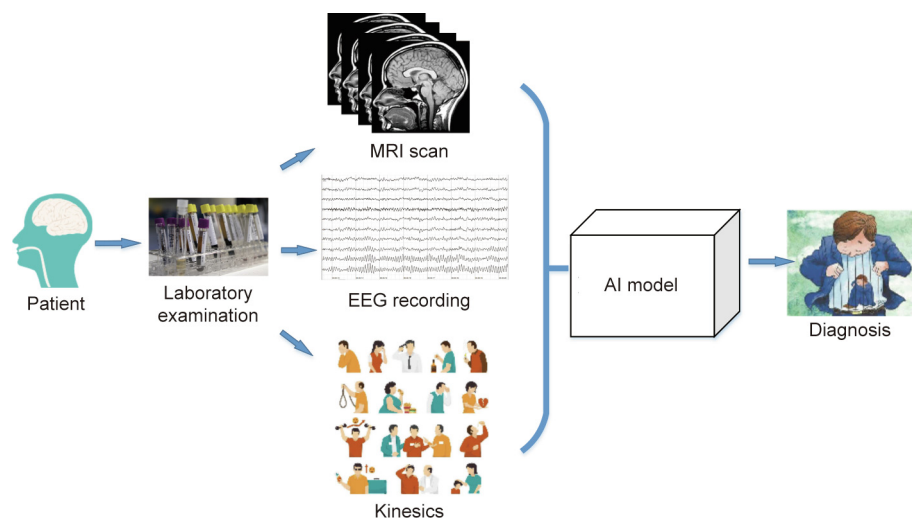 MRI scan
Patient
Laboratory
examination
EEG recording
Kinesics
AI model
Diagnosis